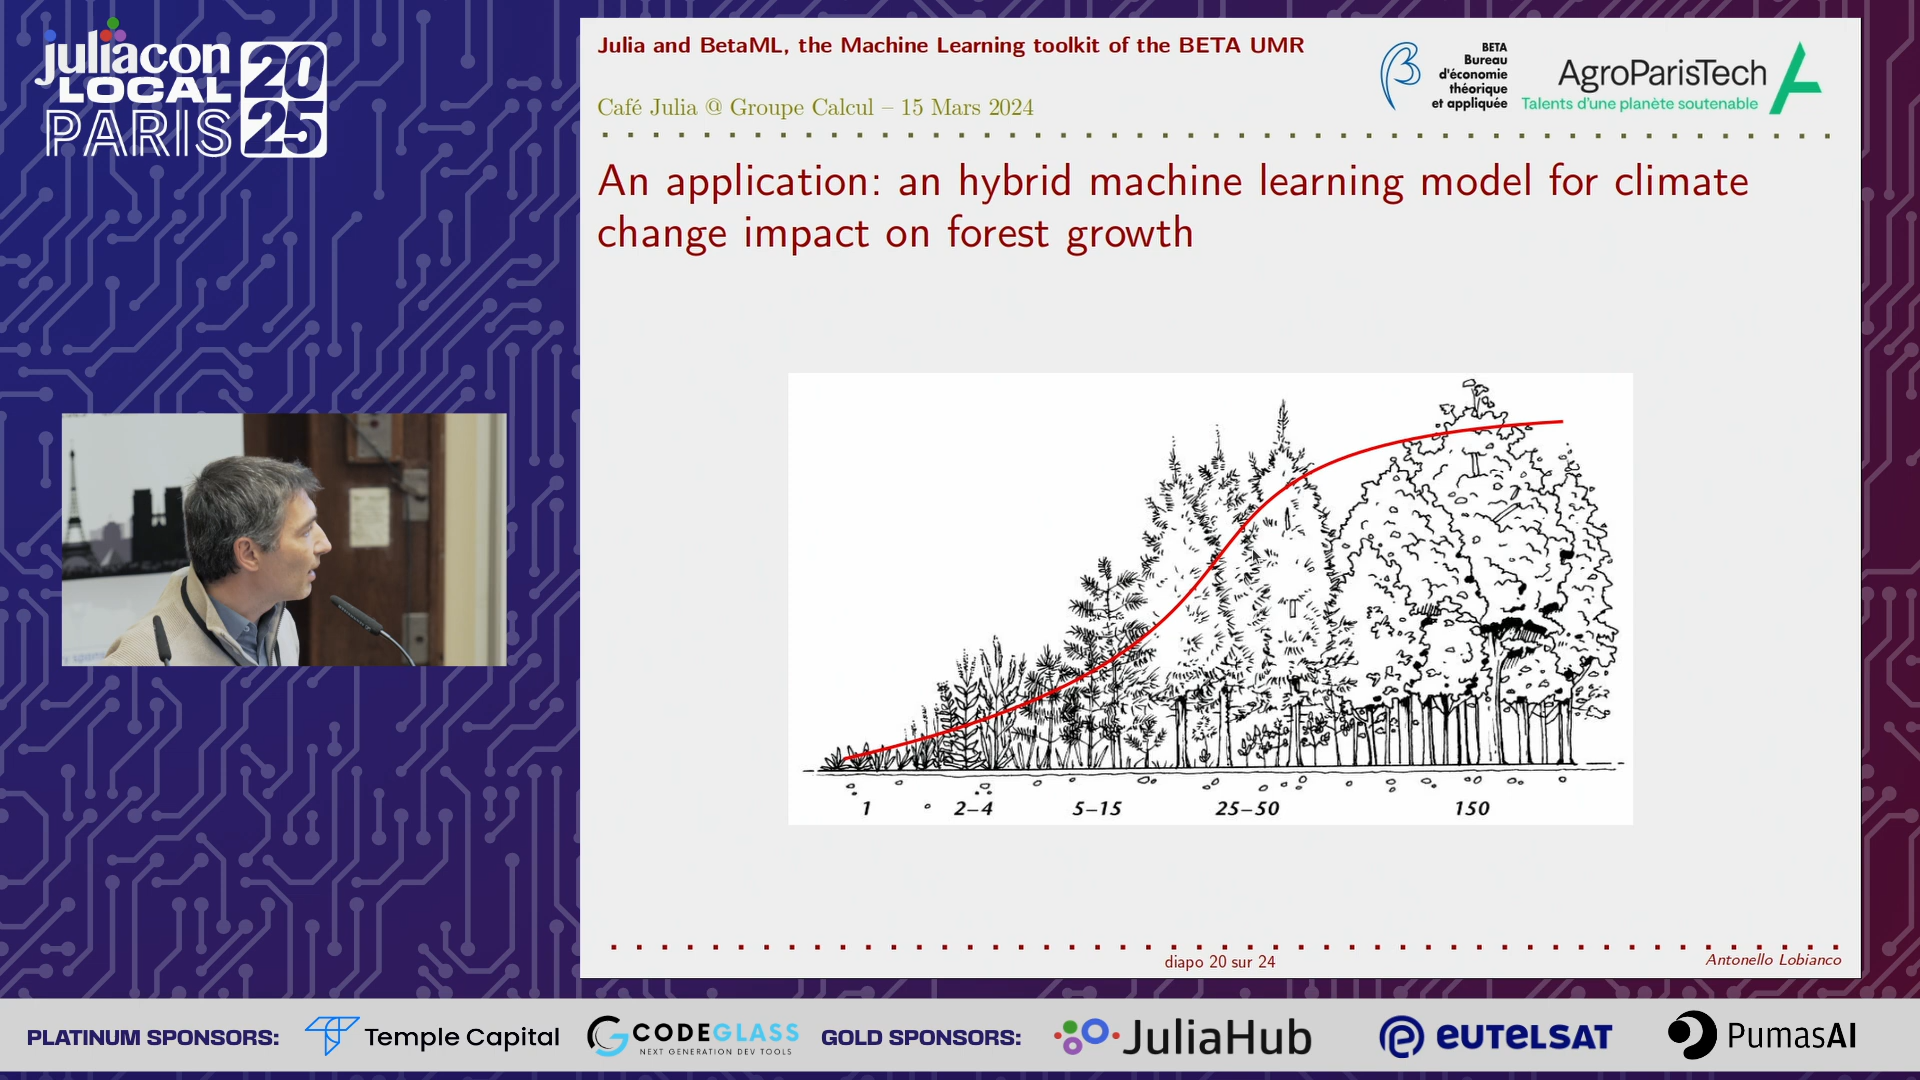 juliacon
LOCAL
PARIS
20
25
Julia and BetaML, the Machine Learning toolkit of the BETA UMR
Café Julia @ Groupe Calcul – 15 Mars 2024
BETA
Bureau
d'économie
théorique
et appliquée
AgroParisTech
Talents d'une planète soutenable
An application: an hybrid machine learning model for climate
change impact on forest growth
1
2–4
5–15
25–50
150
diapo 20 sur 24
Antonello Lobianco
PLATINUM SPONSORS:
Temple Capital
CODEGLASS
NEXT GENERATION DEV TOOLS
GOLD SPONSORS:
JuliaHub
eUTELSAT
PumasAI